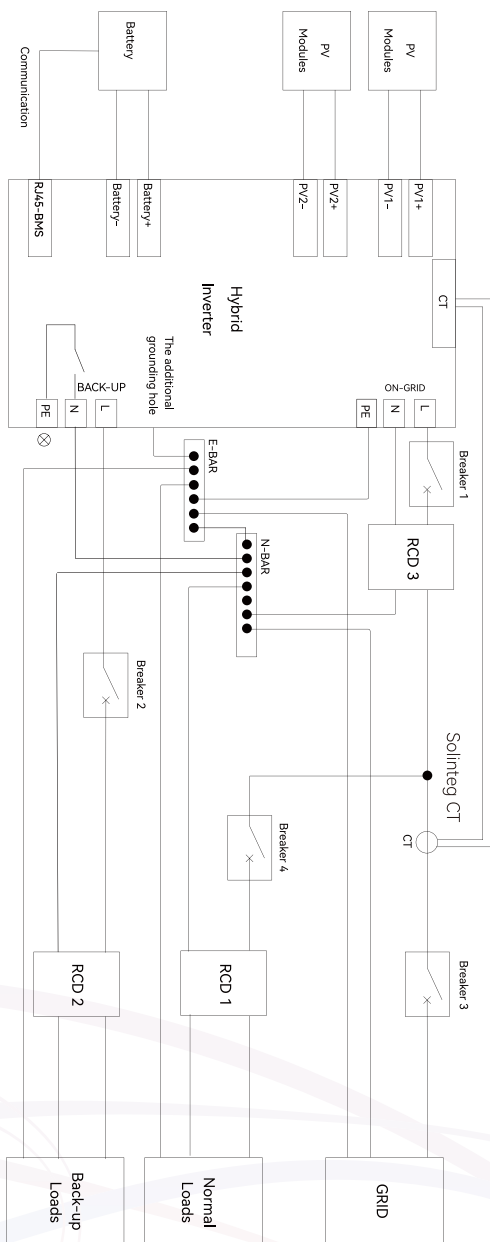 Battery
PV
Modules
PV
Modules
Communication
RJ45-BMS
Battery-
Battery+
PV2-
PV2+
PV1-
PV1+
CT
Hybrid
Inverter
The additional
grounding hole
BACK-UP
PE
N
L
ON-GRID
PE
N
L
E-BAR
N-BAR
Breaker 1
RCD 3
Breaker 2
Solinteg CT
CT
Breaker 4
Breaker 3
RCD 2
RCD 1
Back-up
Loads
Normal
Loads
GRID